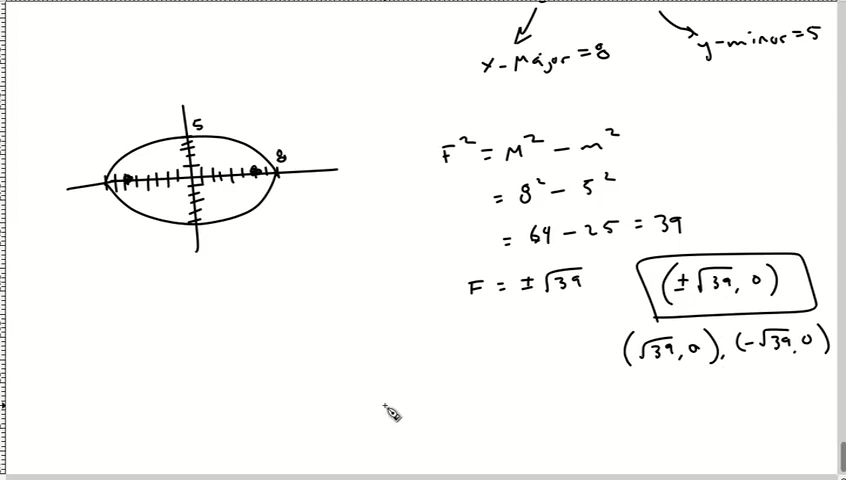 x-Major=8
y-minor=5
5
8
F² = M² - m²
= 8² - 5²
= 64 - 25 = 39
F = ±√39
(±√39, 0)
(√39, 0), (-√39, 0)